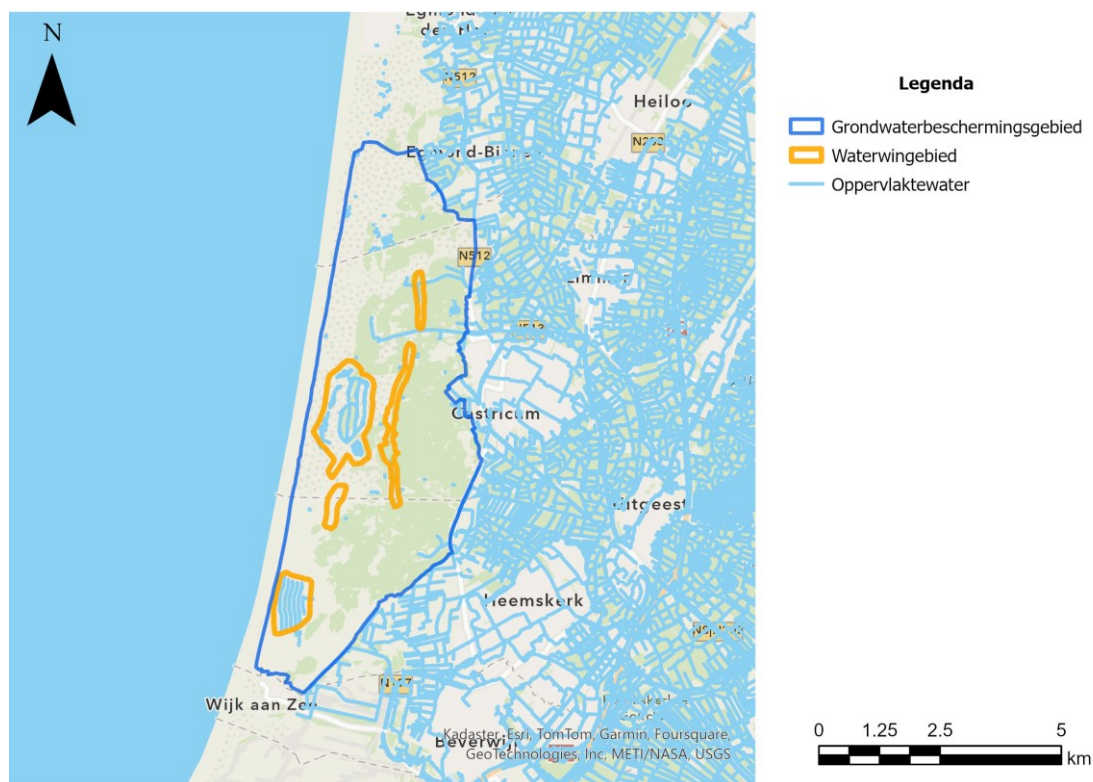 N
N512
Heiloo
Legenda
Grondwaterbeschermingsgebied
Waterwingebied
Oppervlaktewater
N512
Castricum
Uitgeest
Heemskerk
Wijk aan Zee
Beverwijk
Kadaster, Esri, TomTom, Garmin, Foursquare,
GeoTechnologies, Inc, METI/NASA, USGS
0 1.25 2.5 5
km